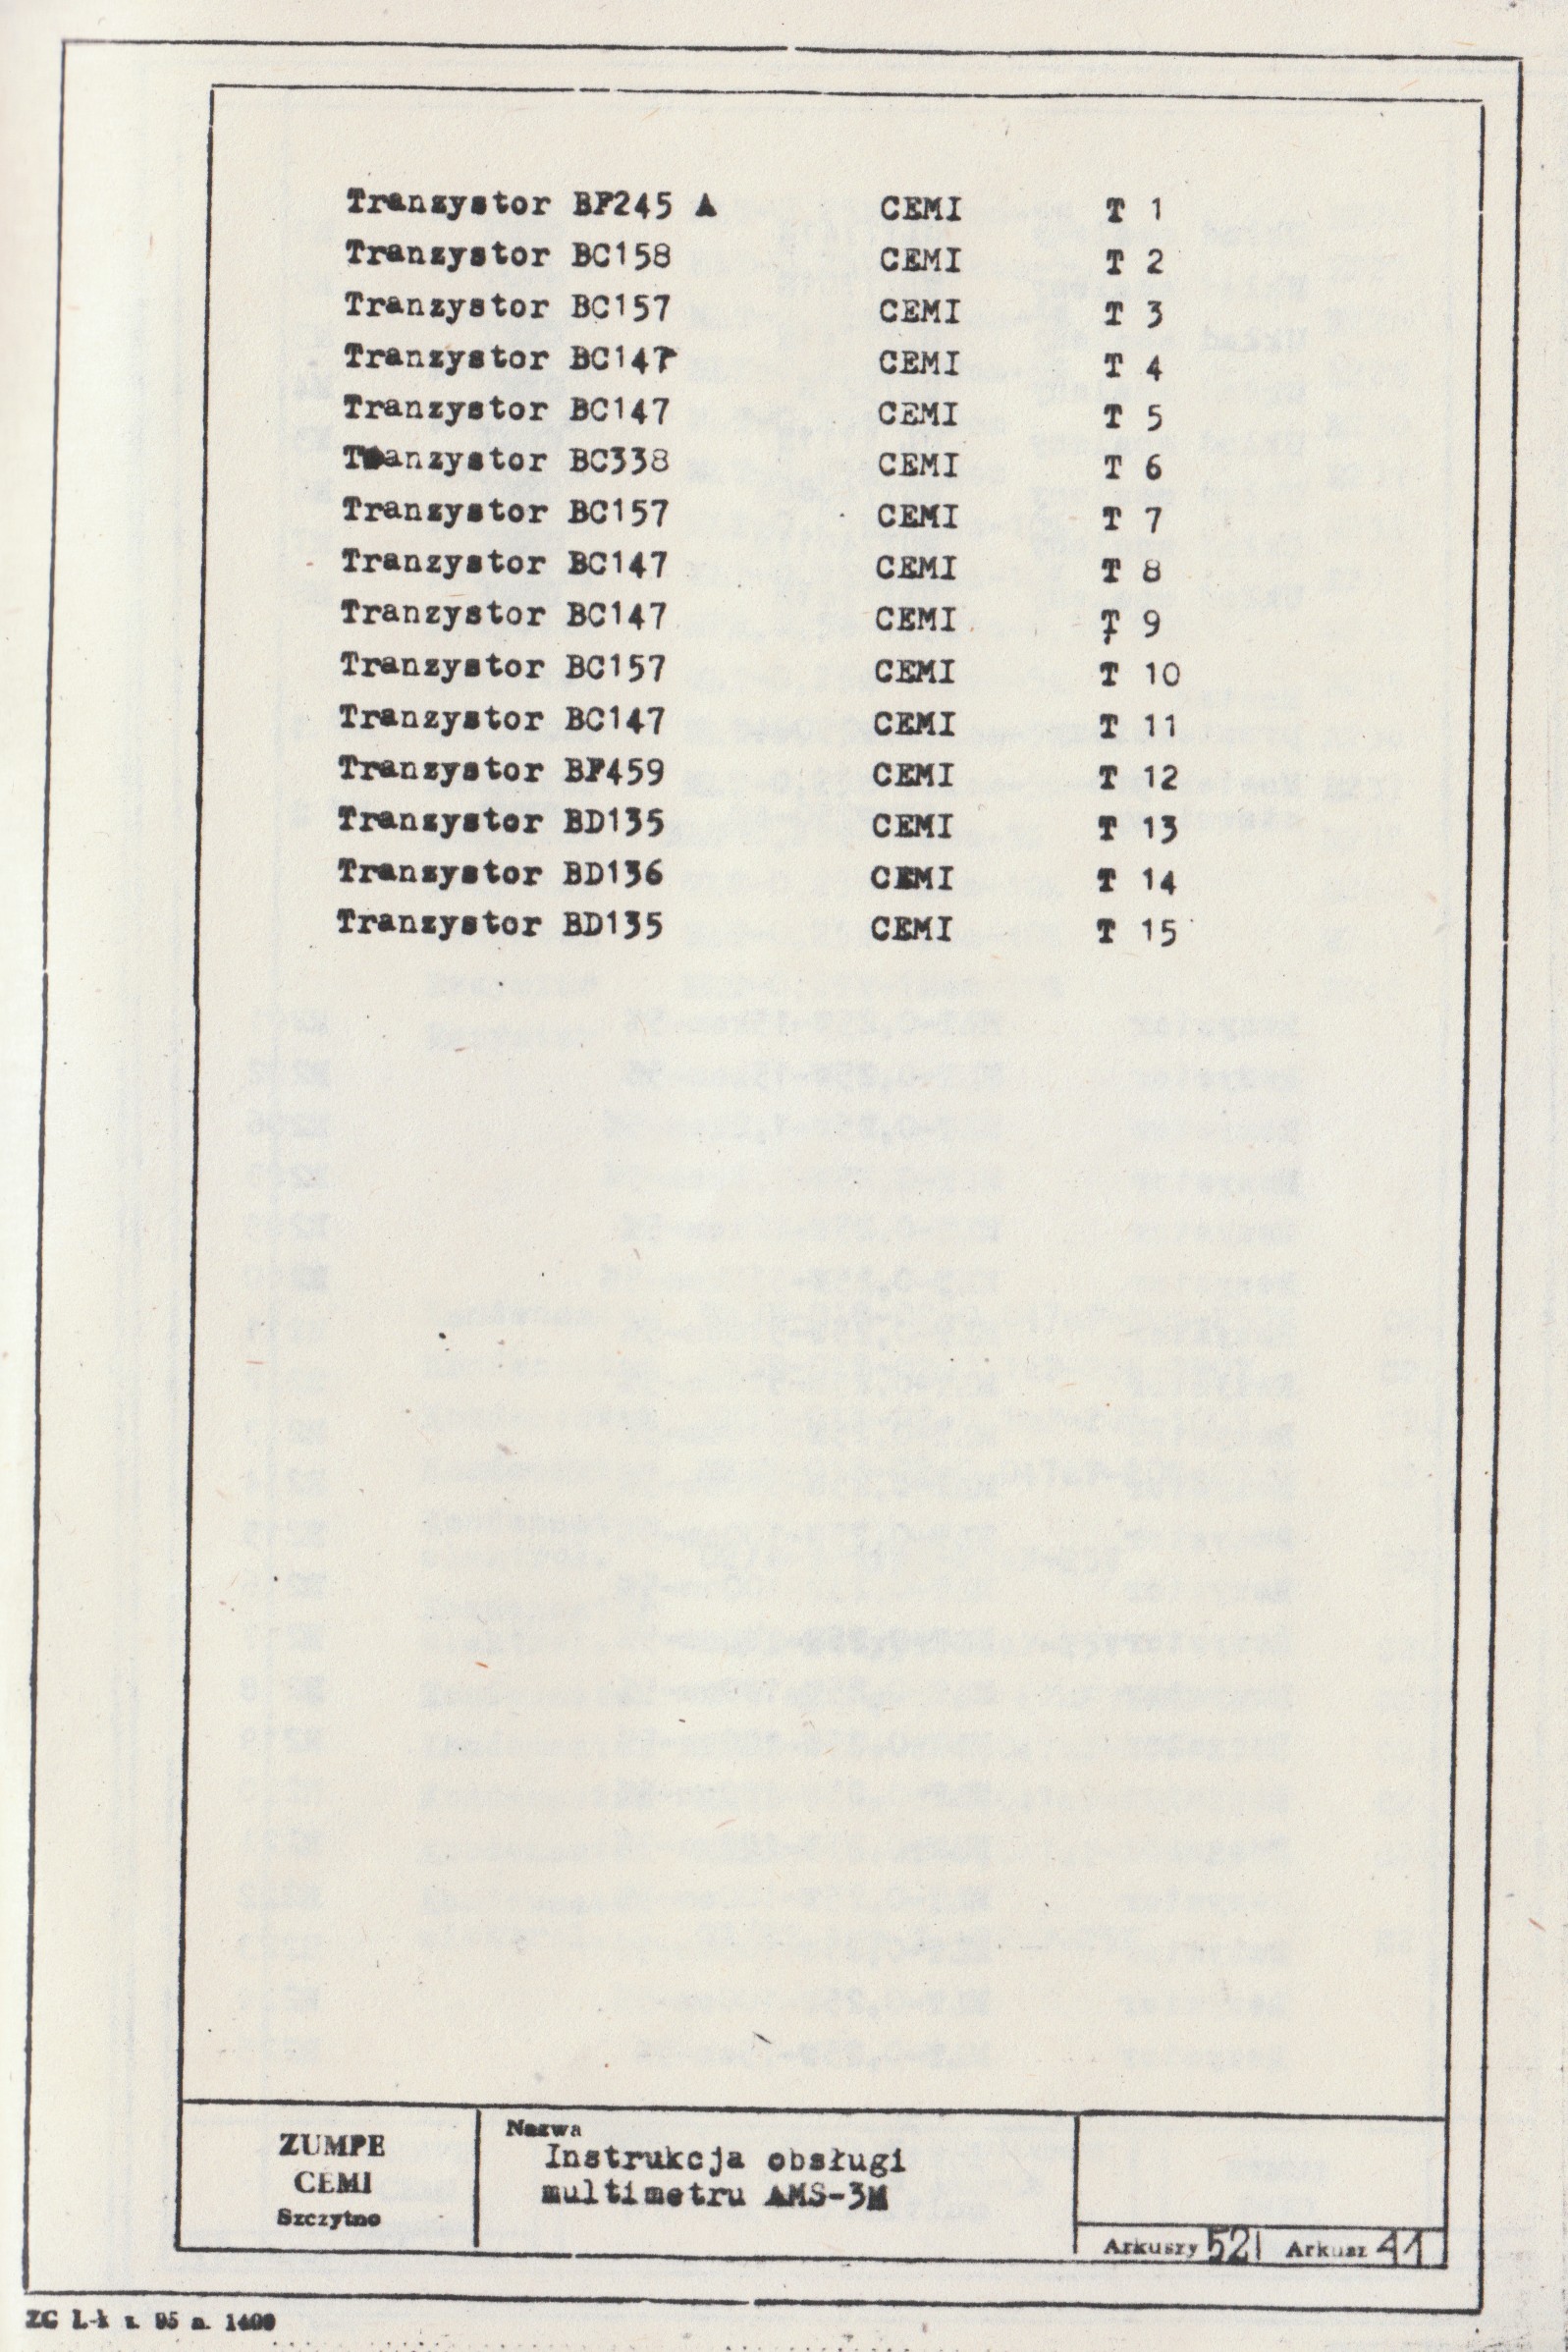 Tranzystor BF245 A CEMI T 1
Tranzystor BC158 CEMI T 2
Tranzystor BC157 CEMI T 3
Tranzystor BC147 CEMI T 4
Tranzystor BC147 CEMI T 5
Tranzystor BC338 CEMI T 6
Tranzystor BC157 CEMI T 7
Tranzystor BC147 CEMI T 8
Tranzystor BC147 CEMI T 9
Tranzystor BC157 CEMI T 10
Tranzystor BC147 CEMI T 11
Tranzystor BF459 CEMI T 12
Tranzystor BD135 CEMI T 13
Tranzystor BD136 CEMI T 14
Tranzystor BD135 CEMI T 15
ZUMPE
CEMI
Szczytno
Nazwa
Instrukcja obsługi
multimetru AMS-3M
Arkuszy 52 Arkusz 41
ZG L-k z. 95 n. 1400